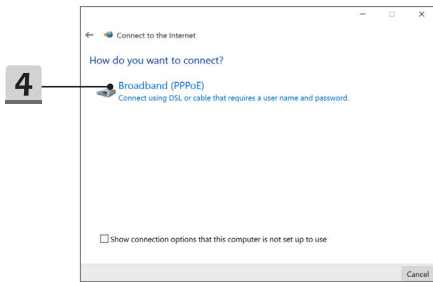 Connect to the Internet
How do you want to connect?
4
Broadband (PPPoE)
Connect using DSL or cable that requires a user name and password.
Show connection options that this computer is not set up to use
Cancel